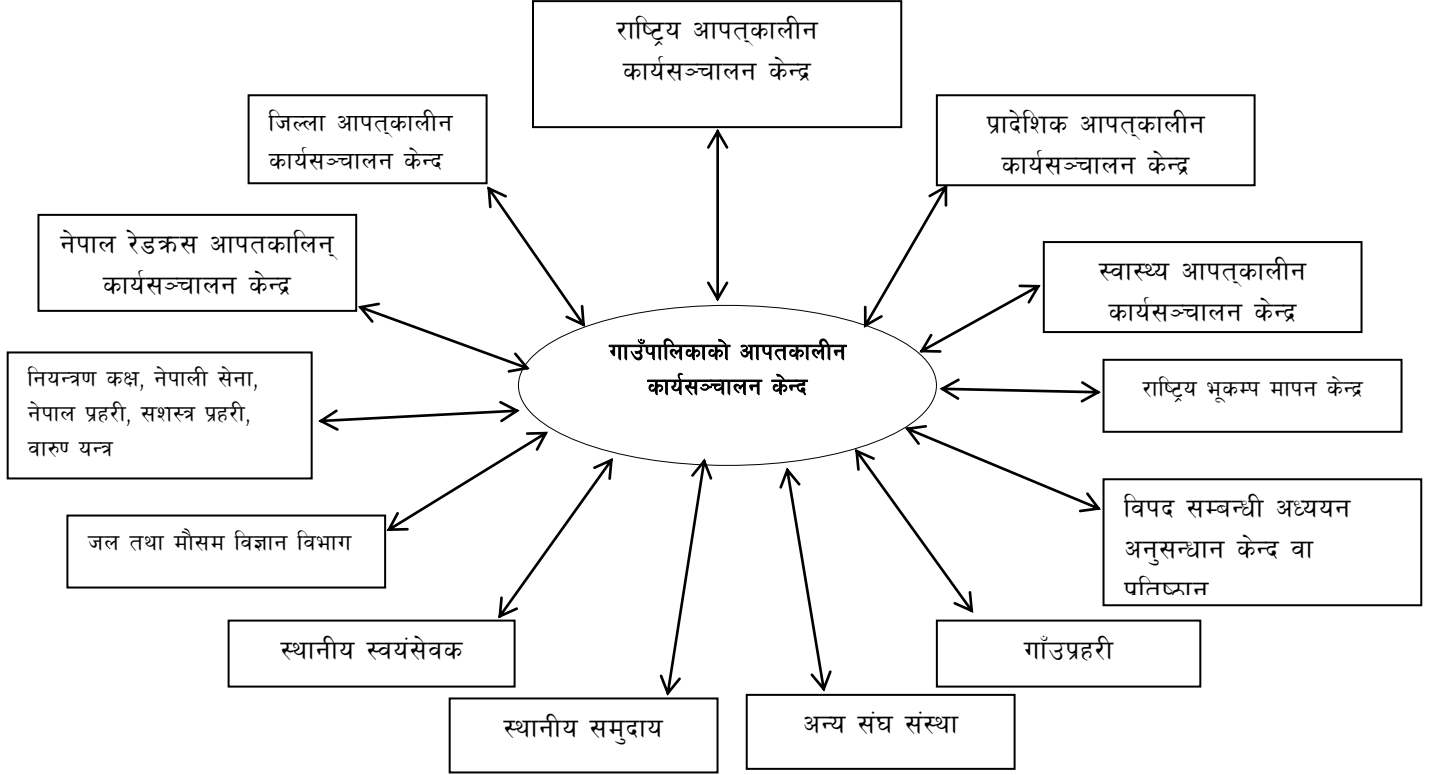 राष्ट्रिय आपत्कालीन
कार्यसञ्चालन केन्द्र
जिल्ला आपत्कालीन
कार्यसञ्चालन केन्द
प्रादेशिक आपत्कालीन
कार्यसञ्चालन केन्द्र
नेपाल रेडक्रस आपतकालिन्
कार्यसञ्चालन केन्द्र
स्वास्थ्य आपत्कालीन
कार्यसञ्चालन केन्द्र
गाउँपालिकाको आपतकालीन
कार्यसञ्चालन केन्द
नियन्त्रण कक्ष, नेपाली सेना,
नेपाल प्रहरी, सशस्त्र प्रहरी,
वारुण यन्त्र
राष्ट्रिय भूकम्प मापन केन्द्र
विपद सम्बन्धी अध्ययन
अनुसन्धान केन्द वा
प्रतिष्ठान
जल तथा मौसम विज्ञान विभाग
स्थानीय स्वयंसेवक
गाँउप्रहरी
स्थानीय समुदाय
अन्य संघ संस्था